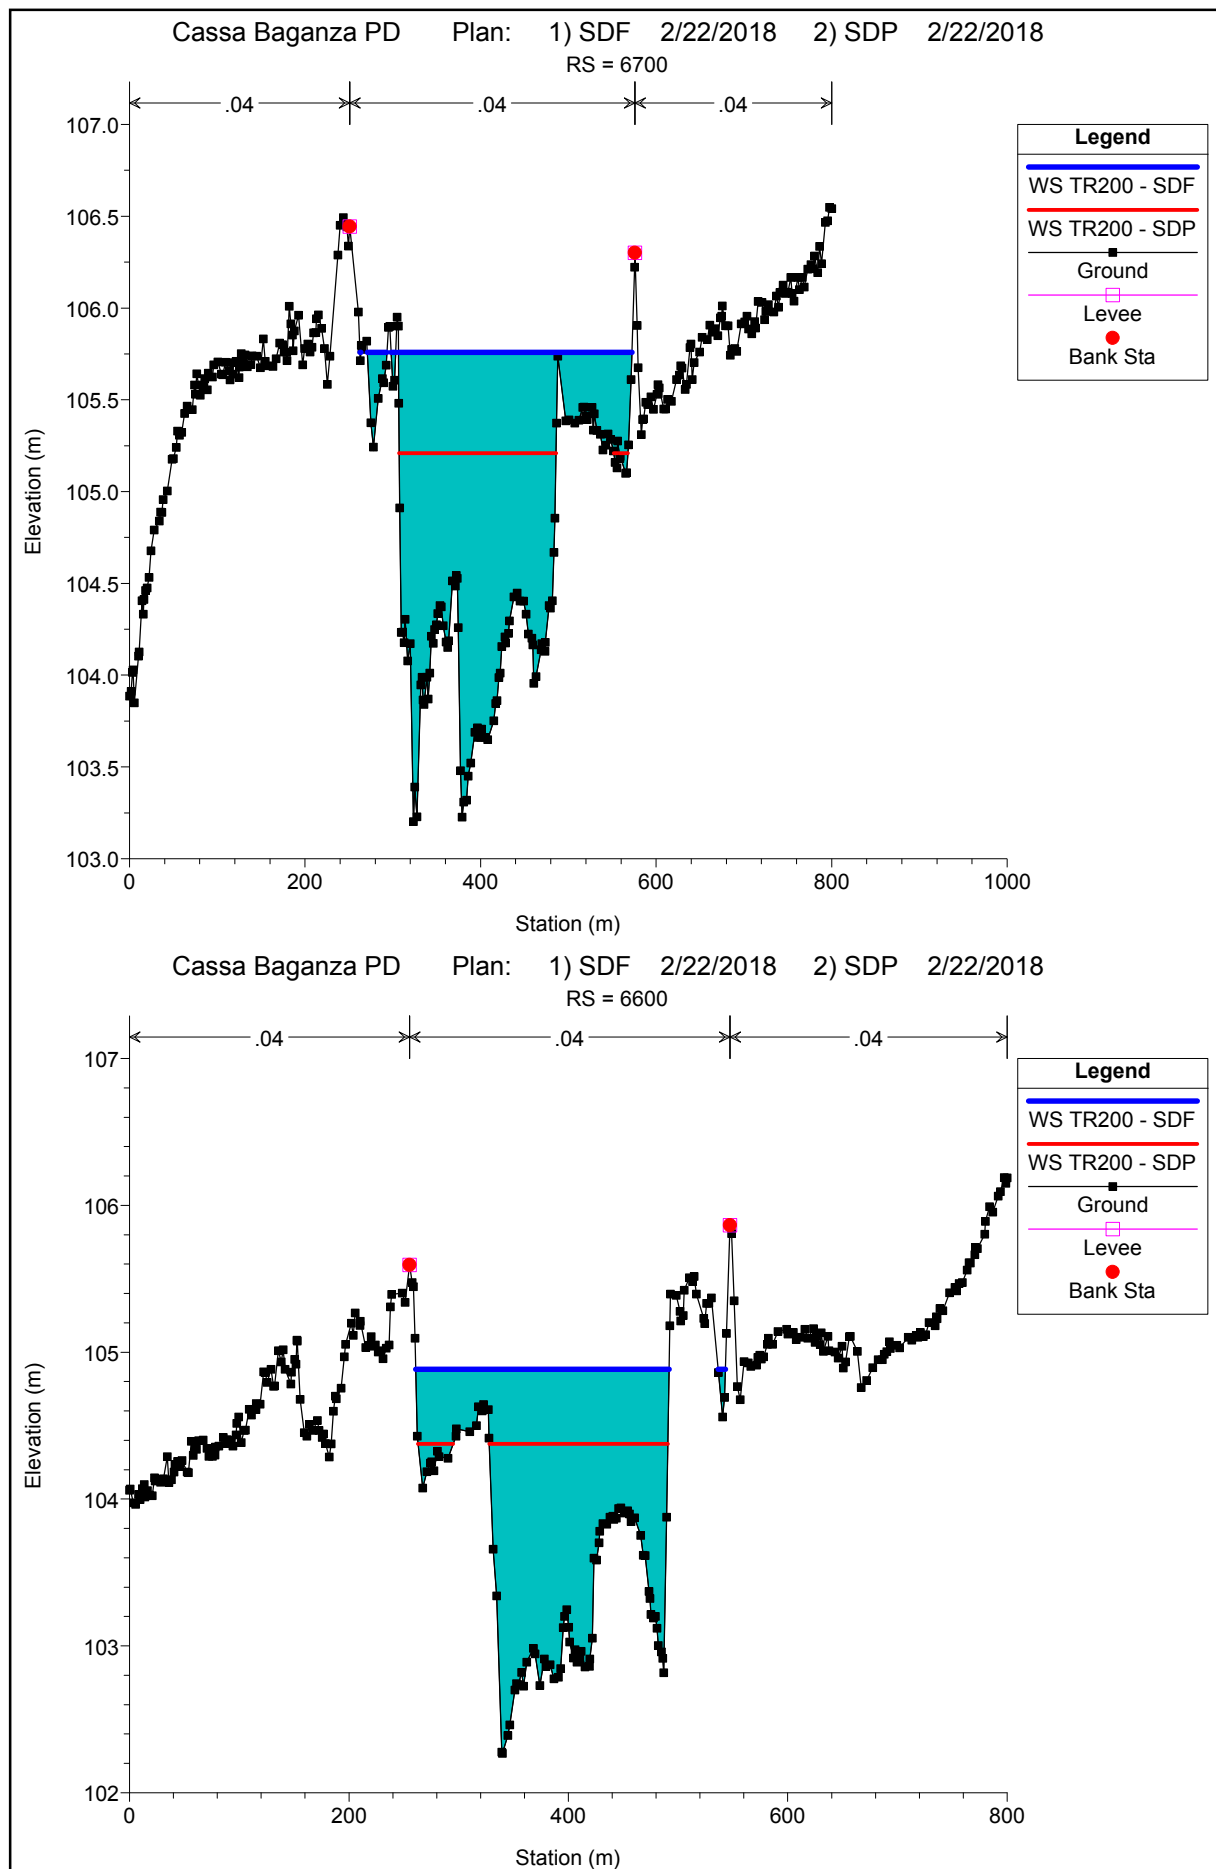 Cassa Baganza PD Plan: 1) SDF 2/22/2018 2) SDP 2/22/2018
RS = 6700
.04 .04 .04
Legend
WS TR200 - SDF
WS TR200 - SDP
Ground
Levee
Bank Sta
107.0
106.5
106.0
105.5
105.0
104.5
104.0
103.5
103.0
Elevation (m)
0 200 400 600 800 1000
Station (m)
Cassa Baganza PD Plan: 1) SDF 2/22/2018 2) SDP 2/22/2018
RS = 6600
.04 .04 .04
Legend
WS TR200 - SDF
WS TR200 - SDP
Ground
Levee
Bank Sta
107
106
105
104
103
102
Elevation (m)
0 200 400 600 800
Station (m)